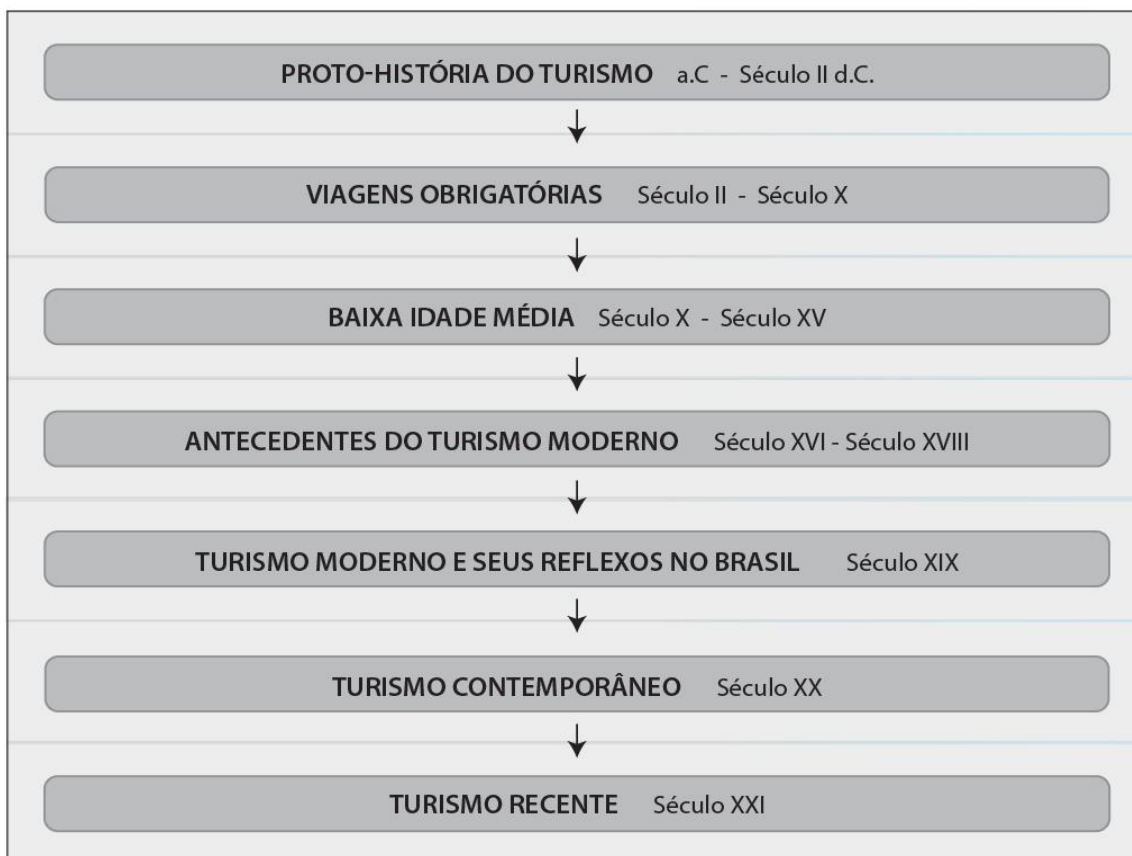 PROTO-HISTÓRIA DO TURISMO a.C - Século II d.C.
VIAGENS OBRIGATÓRIAS Século II - Século X
BAIXA IDADE MÉDIA Século X - Século XV
ANTECEDENTES DO TURISMO MODERNO Século XVI - Século XVIII
TURISMO MODERNO E SEUS REFLEXOS NO BRASIL Século XIX
TURISMO CONTEMPORÂNEO Século XX
TURISMO RECENTE Século XXI